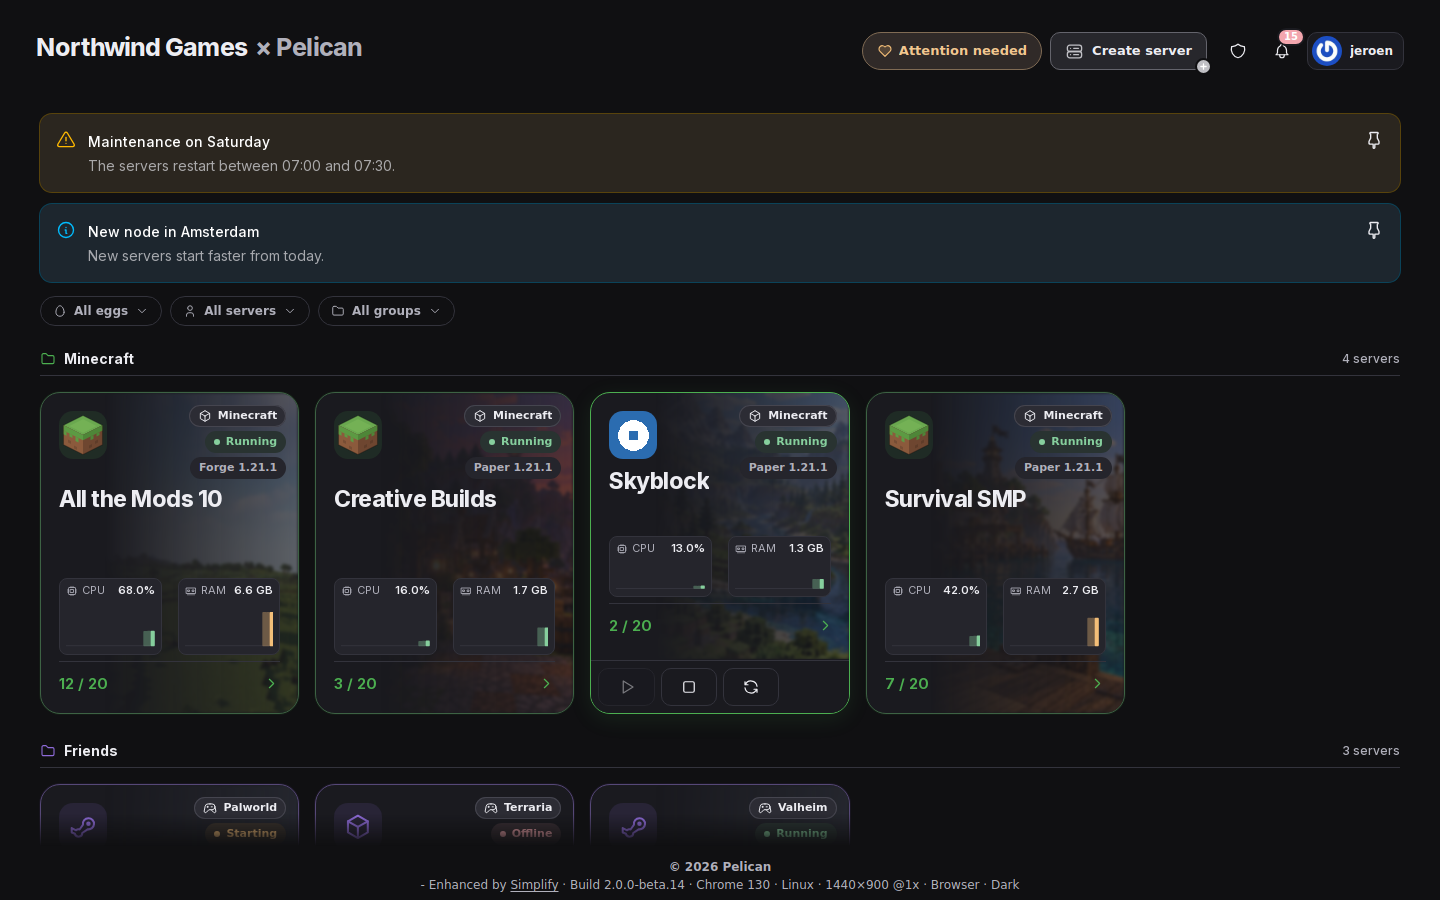 Northwind Games × Pelican
Attention needed
Create server
15
jeroen
Maintenance on Saturday
The servers restart between 07:00 and 07:30.
New node in Amsterdam
New servers start faster from today.
All eggs
All servers
All groups
Minecraft
4 servers
Minecraft
Running
Forge 1.21.1
All the Mods 10
CPU 68.0%
RAM 6.6 GB
12 / 20
Minecraft
Running
Paper 1.21.1
Creative Builds
CPU 16.0%
RAM 1.7 GB
3 / 20
Minecraft
Running
Paper 1.21.1
Skyblock
CPU 13.0%
RAM 1.3 GB
2 / 20
Minecraft
Running
Paper 1.21.1
Survival SMP
CPU 42.0%
RAM 2.7 GB
7 / 20
Friends
3 servers
Palworld
Starting
Terraria
Offline
Valheim
Running
© 2026 Pelican
- Enhanced by Simplify · Build 2.0.0-beta.14 · Chrome 130 · Linux · 1440×900 @1x · Browser · Dark